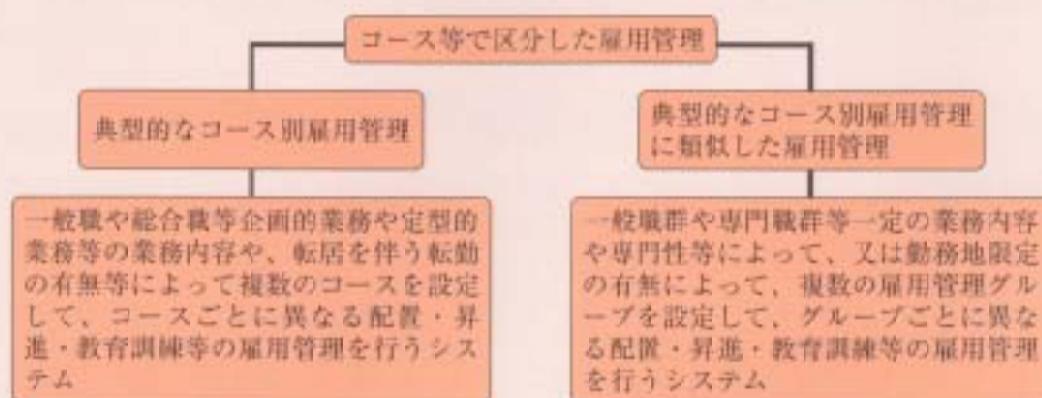 コース等で区分した雇用管理
典型的なコース別雇用管理
典型的なコース別雇用管理
に類似した雇用管理
一般職や総合職等企画的業務や定型的
業務等の業務内容や、転居を伴う転勤
の有無等によって複数のコースを設定
して、コースごとに異なる配置・昇
進・教育訓練等の雇用管理を行うシス
テム
一般職群や専門職群等一定の業務内容
や専門性等によって、又は勤務地限定
の有無によって、複数の雇用管理グル
ープを設定して、グループごとに異な
る配置・昇進・教育訓練等の雇用管理
を行うシステム